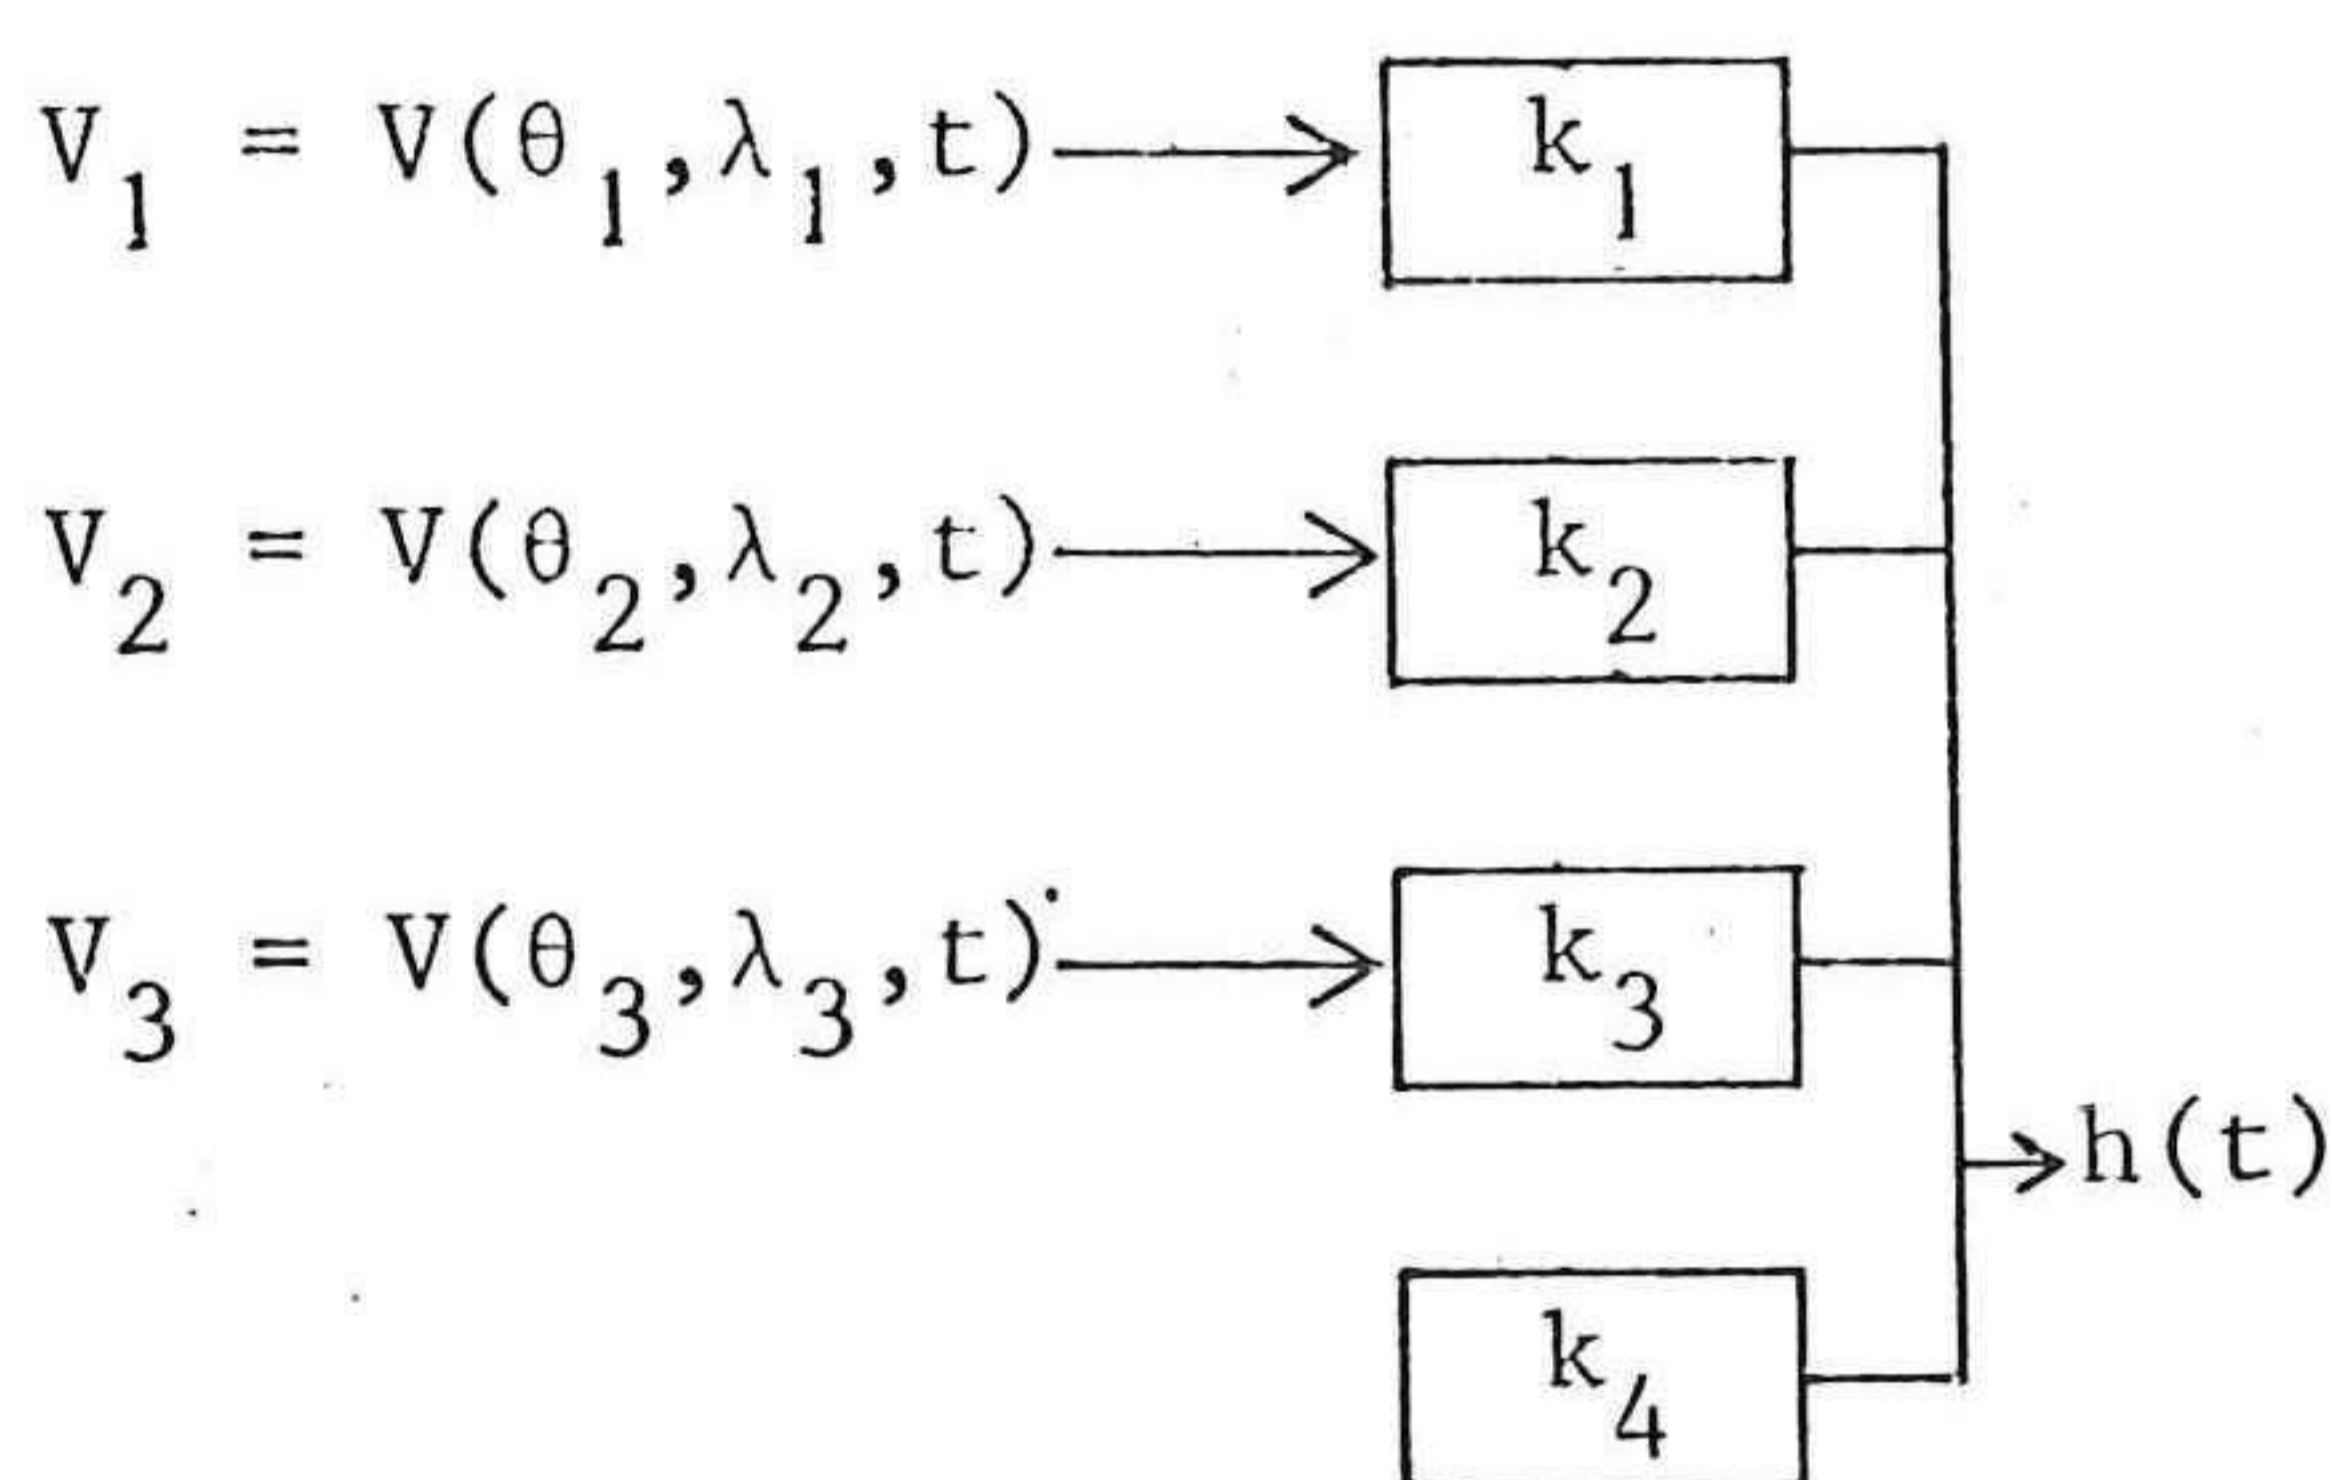 V₁ = V(θ₁,λ₁,t) k₁
V₂ = V(θ₂,λ₂,t) k₂
V₃ = V(θ₃,λ₃,t) k₃
h(t)
k₄